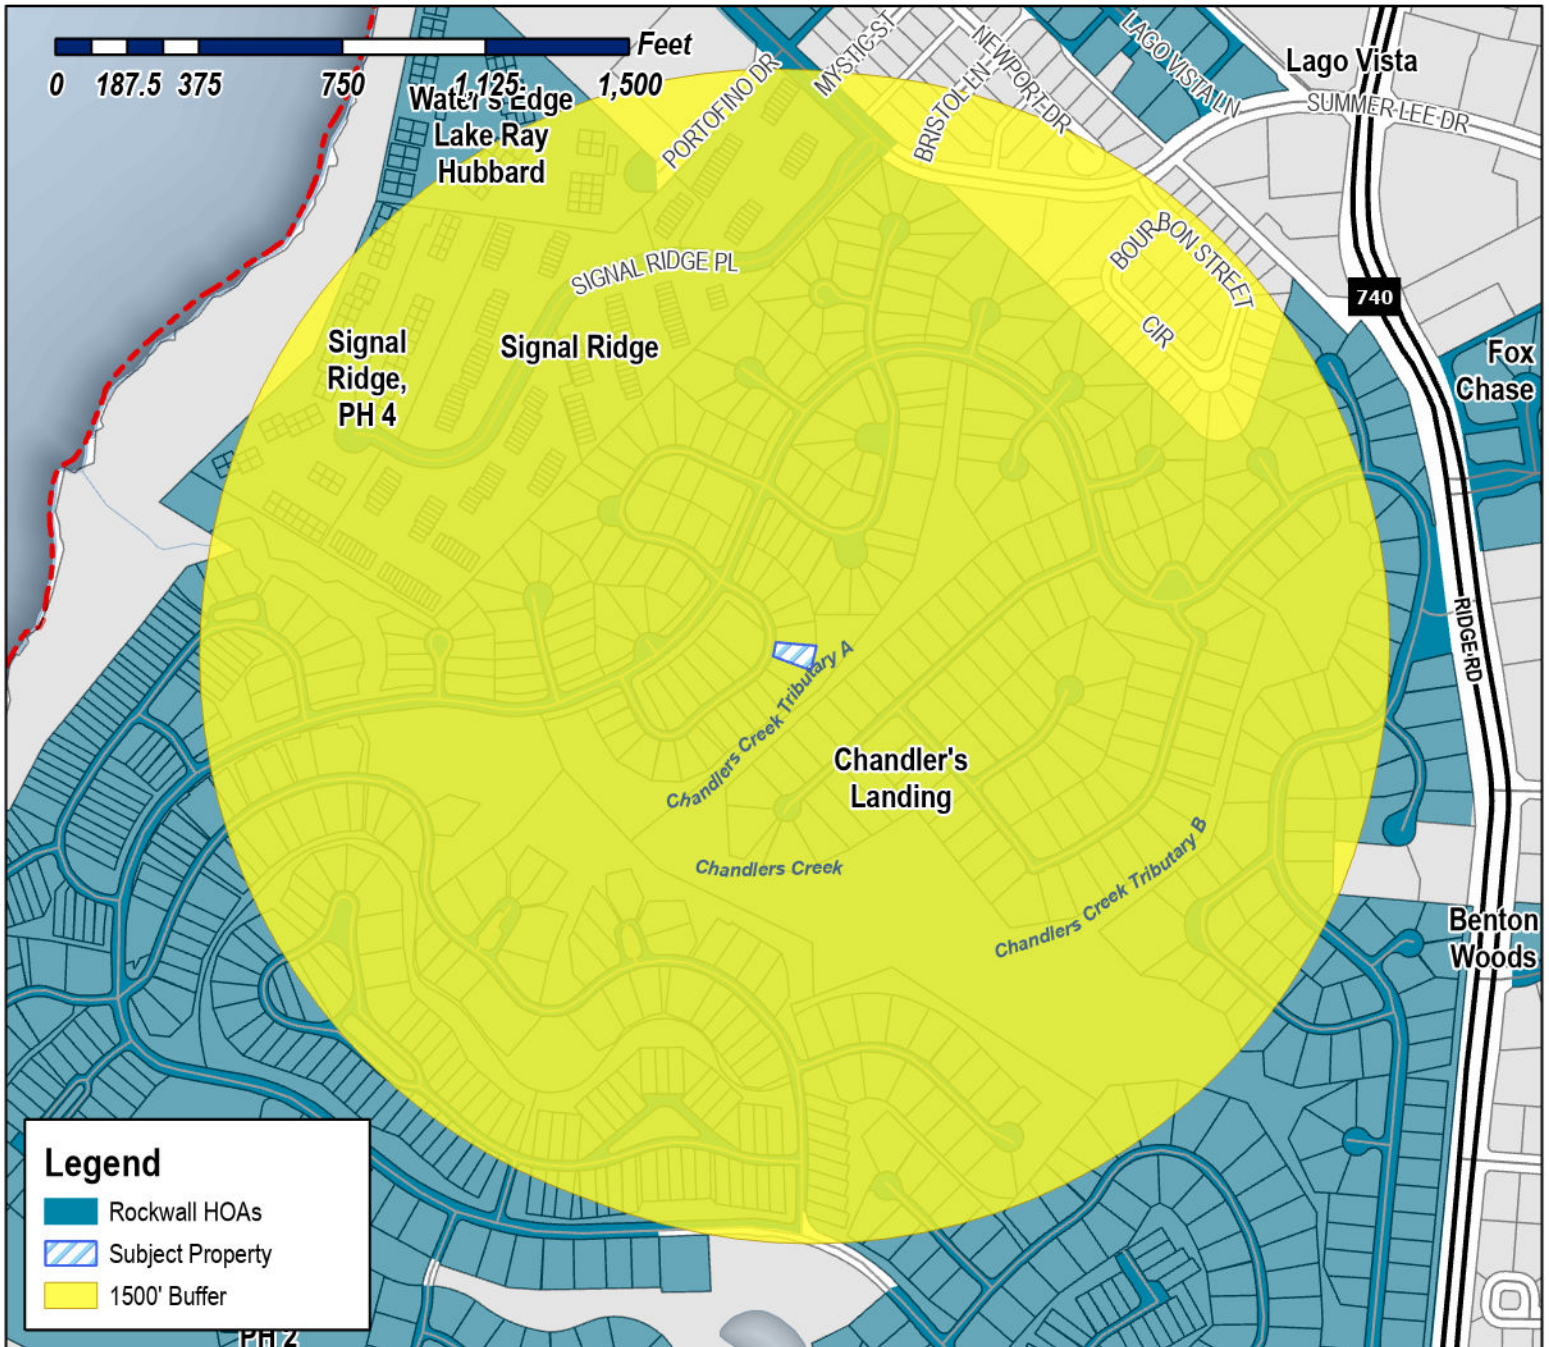 Feet
0 187.5 375 750 1,125 1,500
Water's Edge
Lake Ray
Hubbard
PORTOFINO DR
MYSTIC ST
BRISTOL LN
NEWPORT DR
LAGO VISTA LN
Lago Vista
SUMMER LEE DR
BOURBON STREET
CIR
740
SIGNAL RIDGE PL
Signal
Ridge,
PH 4
Signal Ridge
Fox
Chase
RIDGE RD
Chandlers Creek Tributary A
Chandler's
Landing
Chandlers Creek
Chandlers Creek Tributary B
Benton
Woods
Legend
Rockwall HOAs
Subject Property
1500' Buffer
PH 2